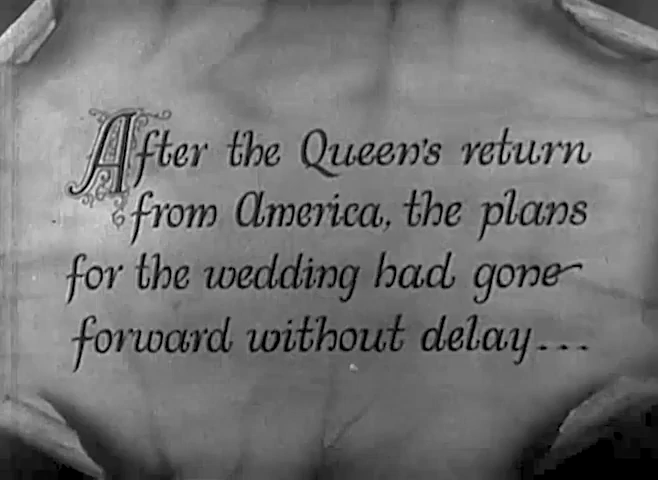 After the Queen's return
from America, the plans
for the wedding had gone
forward without delay...